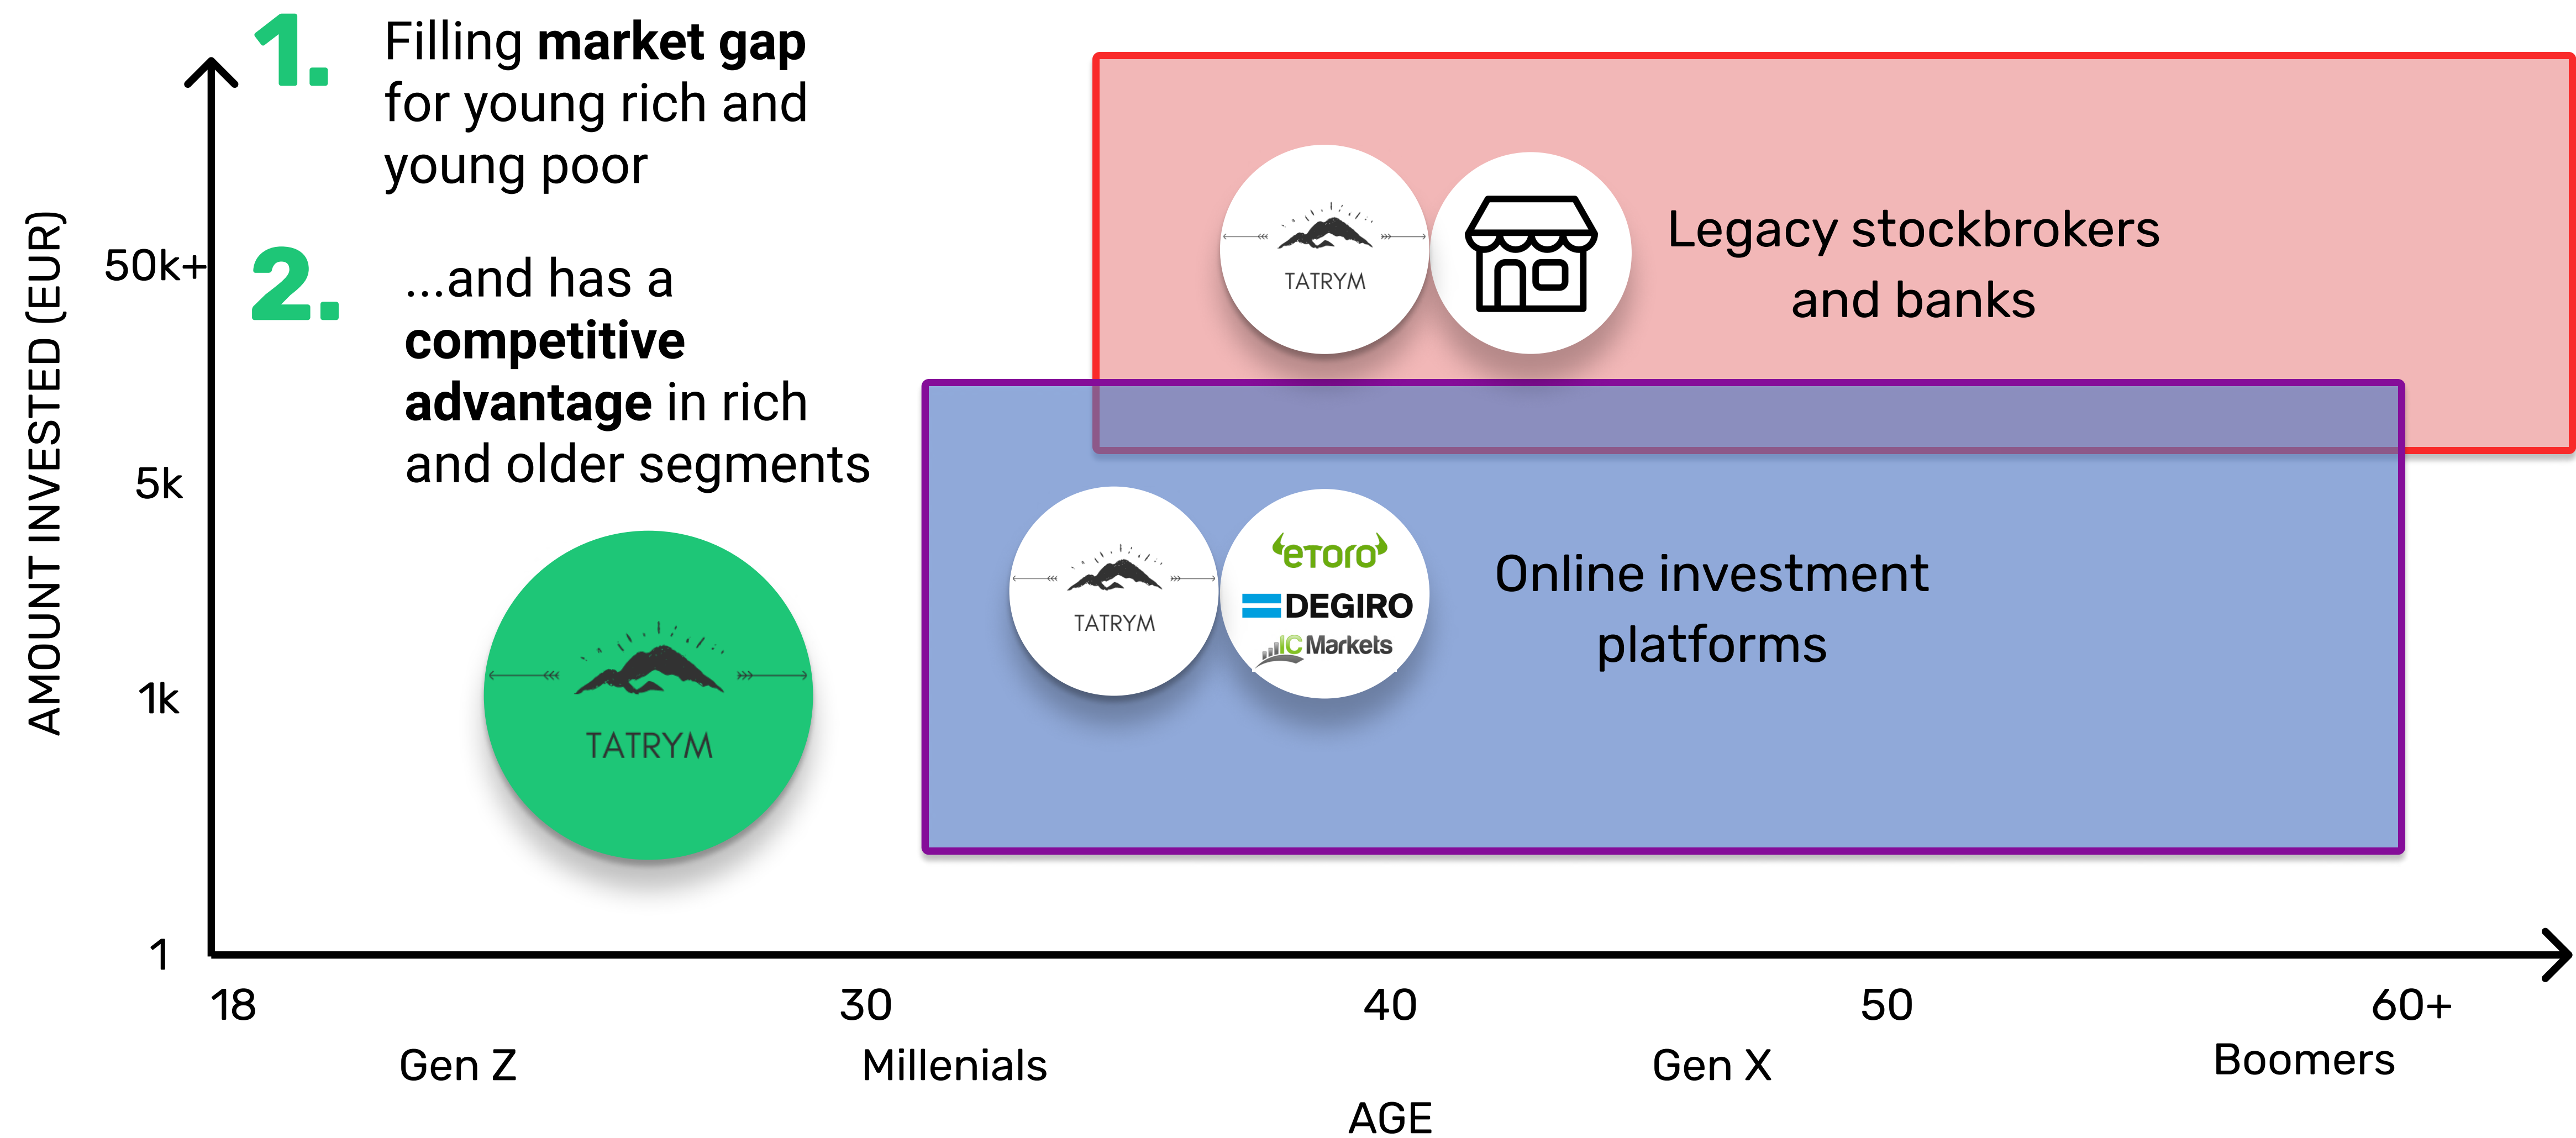 1.
Filling market gap
for young rich and
young poor
2.
...and has a
competitive
advantage in rich
and older segments
AMOUNT INVESTED (EUR)
50k+
5k
1k
1
TATRYM
Legacy stockbrokers
and banks
TATRYM
eToro
DEGIRO
IC Markets
Online investment
platforms
TATRYM
18
30
40
50
60+
Gen Z
Millenials
Gen X
Boomers
AGE